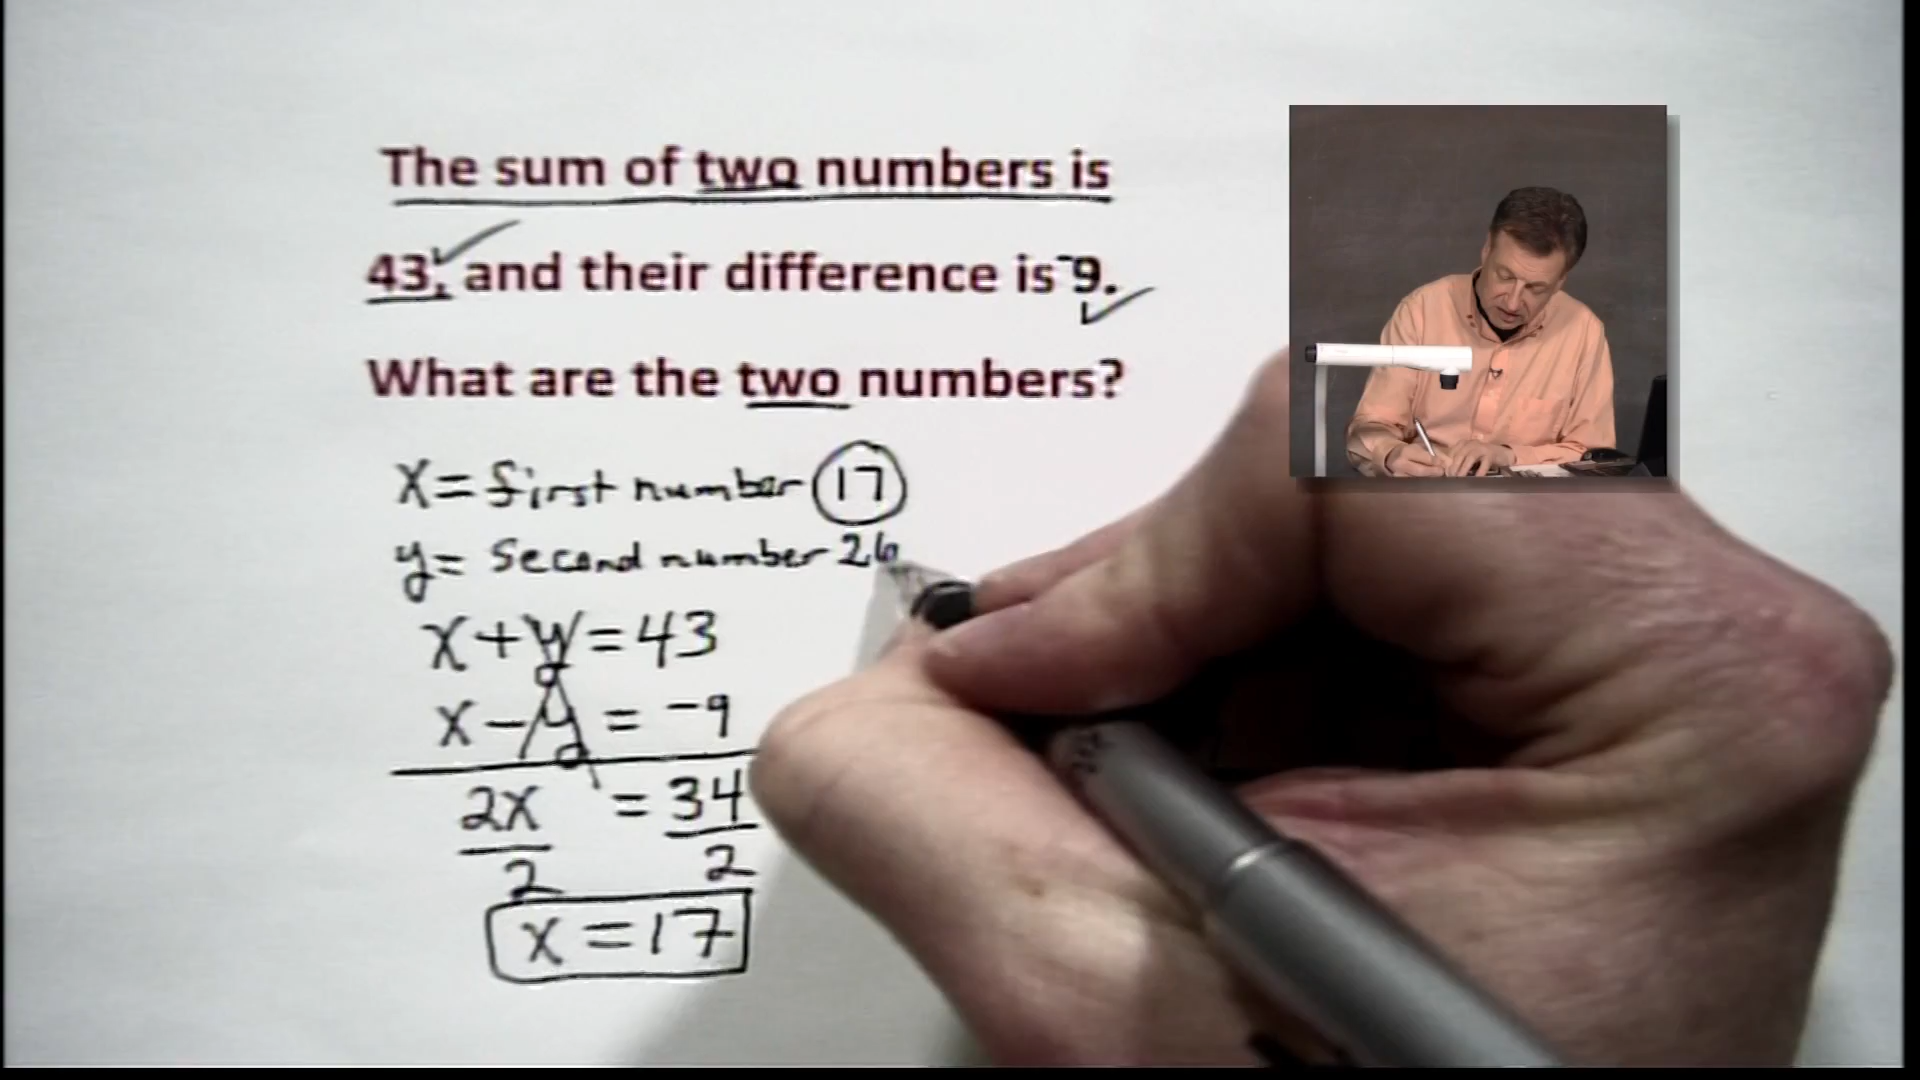 The sum of two numbers is
43, and their difference is -9.
What are the two numbers?
x = first number 17
y = second number 26
x + y = 43
x - y = -9
2x = 34
2 2
x = 17